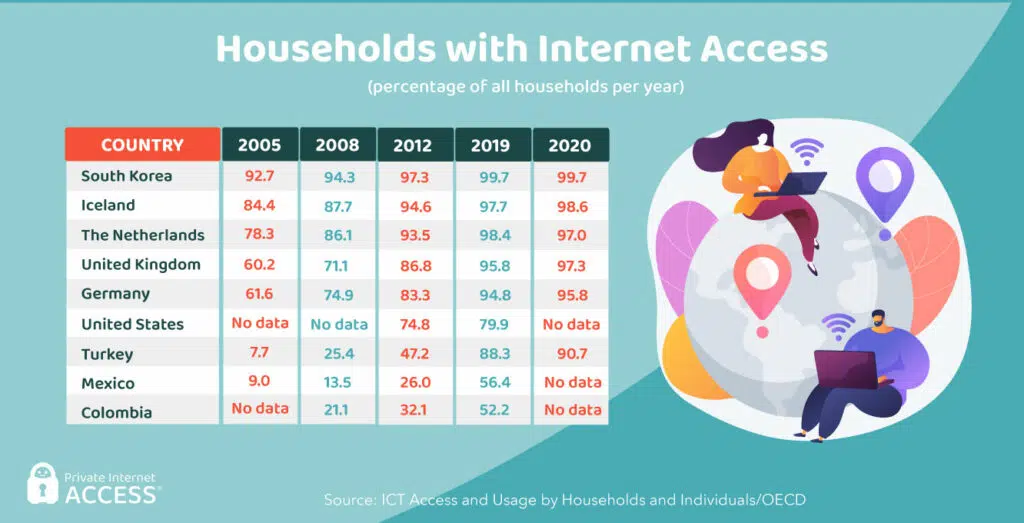 Households with Internet Access
(percentage of all households per year)
COUNTRY 2005 2008 2012 2019 2020
South Korea 92.7 94.3 97.3 99.7 99.7
Iceland 84.4 87.7 94.6 97.7 98.6
The Netherlands 78.3 86.1 93.5 98.4 97.0
United Kingdom 60.2 71.1 86.8 95.8 97.3
Germany 61.6 74.9 83.3 94.8 95.8
United States No data No data 74.8 79.9 No data
Turkey 7.7 25.4 47.2 88.3 90.7
Mexico 9.0 13.5 26.0 56.4 No data
Colombia No data 21.1 32.1 52.2 No data
Private Internet
ACCESS®
Source: ICT Access and Usage by Households and Individuals/OECD